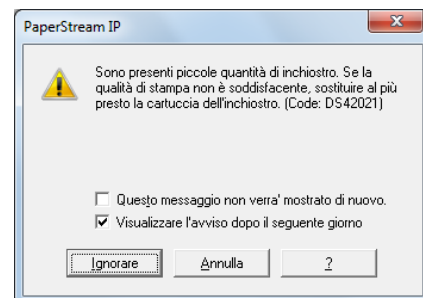 PaperStream IP
Sono presenti piccole quantità di inchiostro. Se la
qualità di stampa non è soddisfacente, sostituire al più
presto la cartuccia dell'inchiostro. (Code: DS42021)
Questo messaggio non verra' mostrato di nuovo.
Visualizzare l'avviso dopo il seguente giorno
Ignorare
Annulla
?